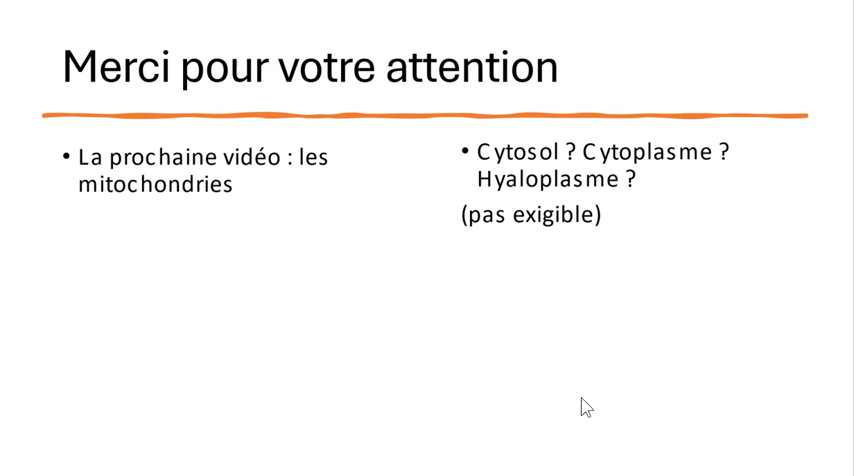 Merci pour votre attention
• La prochaine vidéo : les
mitochondries
• Cytosol ? Cytoplasme ?
Hyaloplasme ?
(pas exigible)